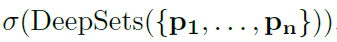 σ(DeepSets({p₁, . . . , pₙ})).